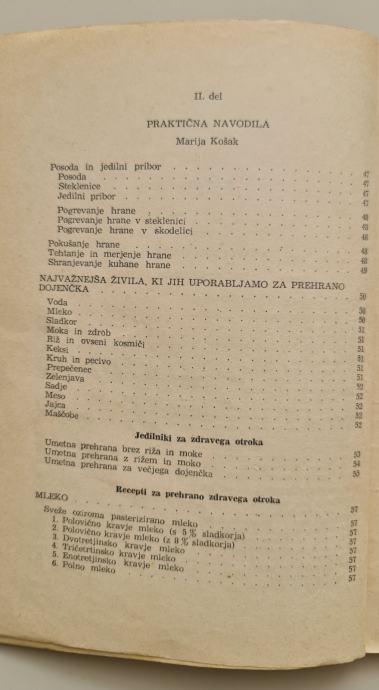 II. del
PRAKTIČNA NAVODILA
Marija Košak
Posoda in jedilni pribor . . . . . . . . . . 47
Posoda . . . . . . . . . . 47
Steklenice . . . . . . . . . . 47
Jedilni pribor . . . . . . . . . . 47
Pogrevanje hrane . . . . . . . . . . 48
Pogrevanje hrane v steklenici . . . . . . . . . . 48
Pogrevanje hrane v skodelici . . . . . . . . . . 48
Pokušanje hrane . . . . . . . . . . 48
Tehtanje in merjenje hrane . . . . . . . . . . 48
Shranjevanje kuhane hrane . . . . . . . . . . 49
NAJVAŽNEJŠA ŽIVILA, KI JIH UPORABLJAMO ZA PREHRANO
DOJENČKA . . . . . . . . . . 50
Voda . . . . . . . . . . 50
Mleko . . . . . . . . . . 50
Sladkor . . . . . . . . . . 50
Moka in zdrob . . . . . . . . . . 51
Riž in ovseni kosmiči . . . . . . . . . . 51
Keksi . . . . . . . . . . 51
Kruh in pecivo . . . . . . . . . . 51
Prepečenec . . . . . . . . . . 51
Zelenjava . . . . . . . . . . 51
Sadje . . . . . . . . . . 52
Meso . . . . . . . . . . 52
Jajca . . . . . . . . . . 52
Maščobe . . . . . . . . . . 52
Jedilniki za zdravega otroka
Umetna prehrana brez riža in moke . . . . . . . . . . 53
Umetna prehrana z rižem in moko . . . . . . . . . . 54
Umetna prehrana za večjega dojenčka . . . . . . . . . . 55
Recepti za prehrano zdravega otroka
MLEKO . . . . . . . . . . 57
Sveže oziroma pasterizirano mleko . . . . . . . . . . 57
1. Polovično kravje mleko (s 5 % sladkorja) . . . . . . . . . . 57
2. Polovično kravje mleko (z 8 % sladkorja) . . . . . . . . . . 57
3. Dvotretjinsko kravje mleko . . . . . . . . . . 57
4. Tričetrtinsko kravje mleko . . . . . . . . . . 57
5. Enotretjinsko kravje mleko . . . . . . . . . . 57
6. Polno mleko . . . . . . . . . . 57